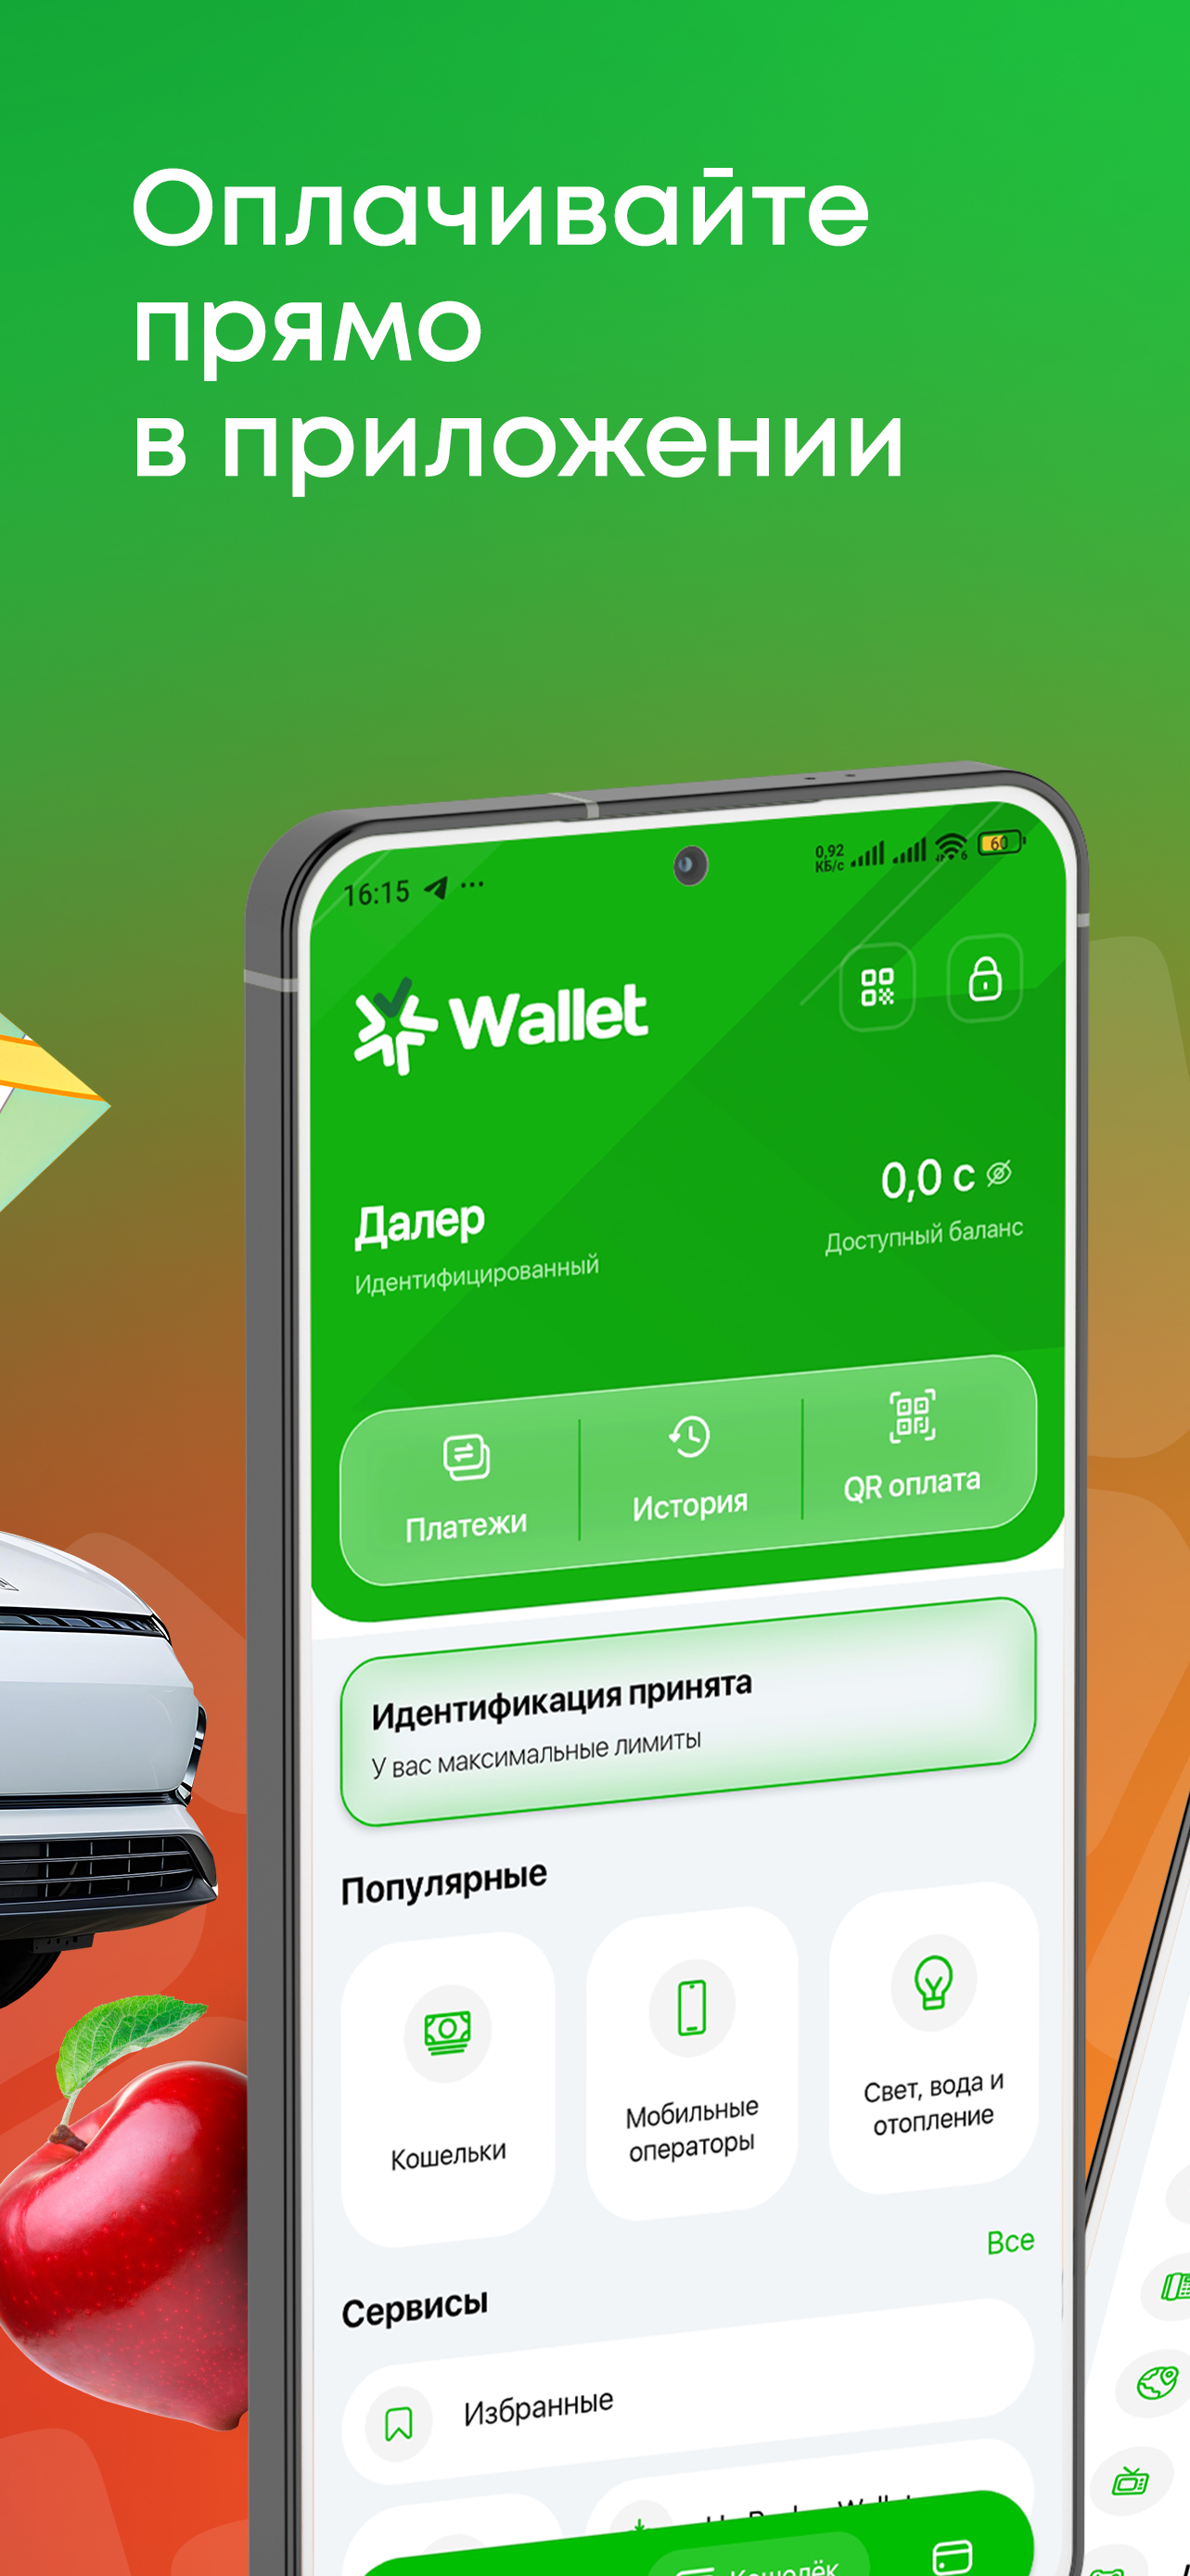 Оплачивайте
прямо
в приложении
16:15
0,92
КБ/с
6
60
Wallet
0,0 с
Далер
Доступный баланс
Идентифицированный
Платежи
История
QR оплата
Идентификация принята
У вас максимальные лимиты
Популярные
Кошельки
Мобильные
операторы
Свет, вода и
отопление
Все
Сервисы
Избранные
Кошелёк